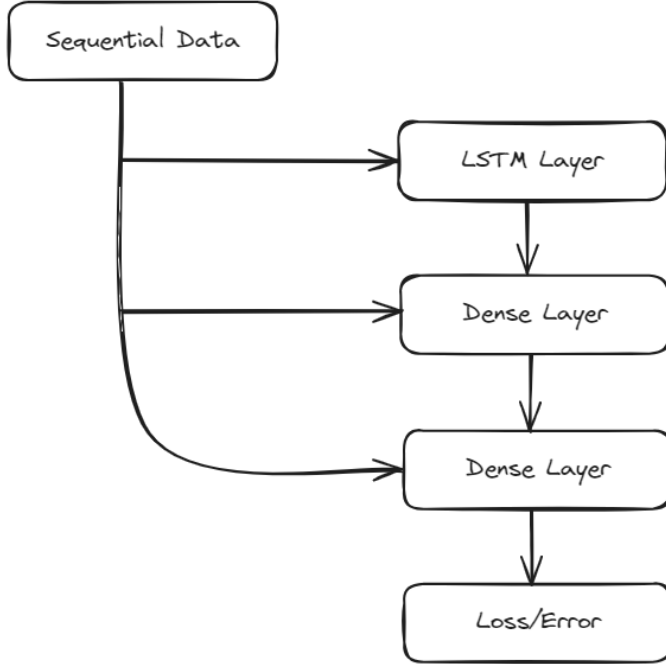 Sequential Data
LSTM Layer
Dense Layer
Dense Layer
Loss/Error